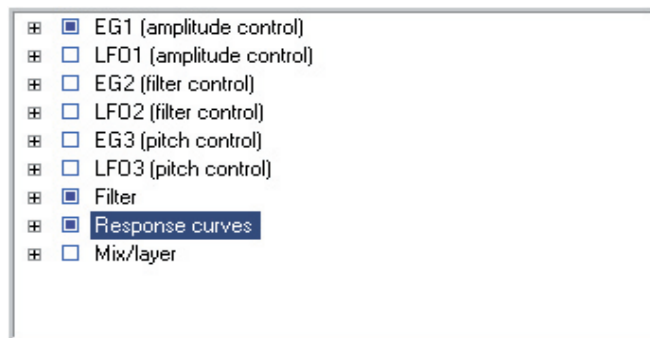 EG1 (amplitude control)
LFO1 (amplitude control)
EG2 (filter control)
LFO2 (filter control)
EG3 (pitch control)
LFO3 (pitch control)
Filter
Response curves
Mix/layer